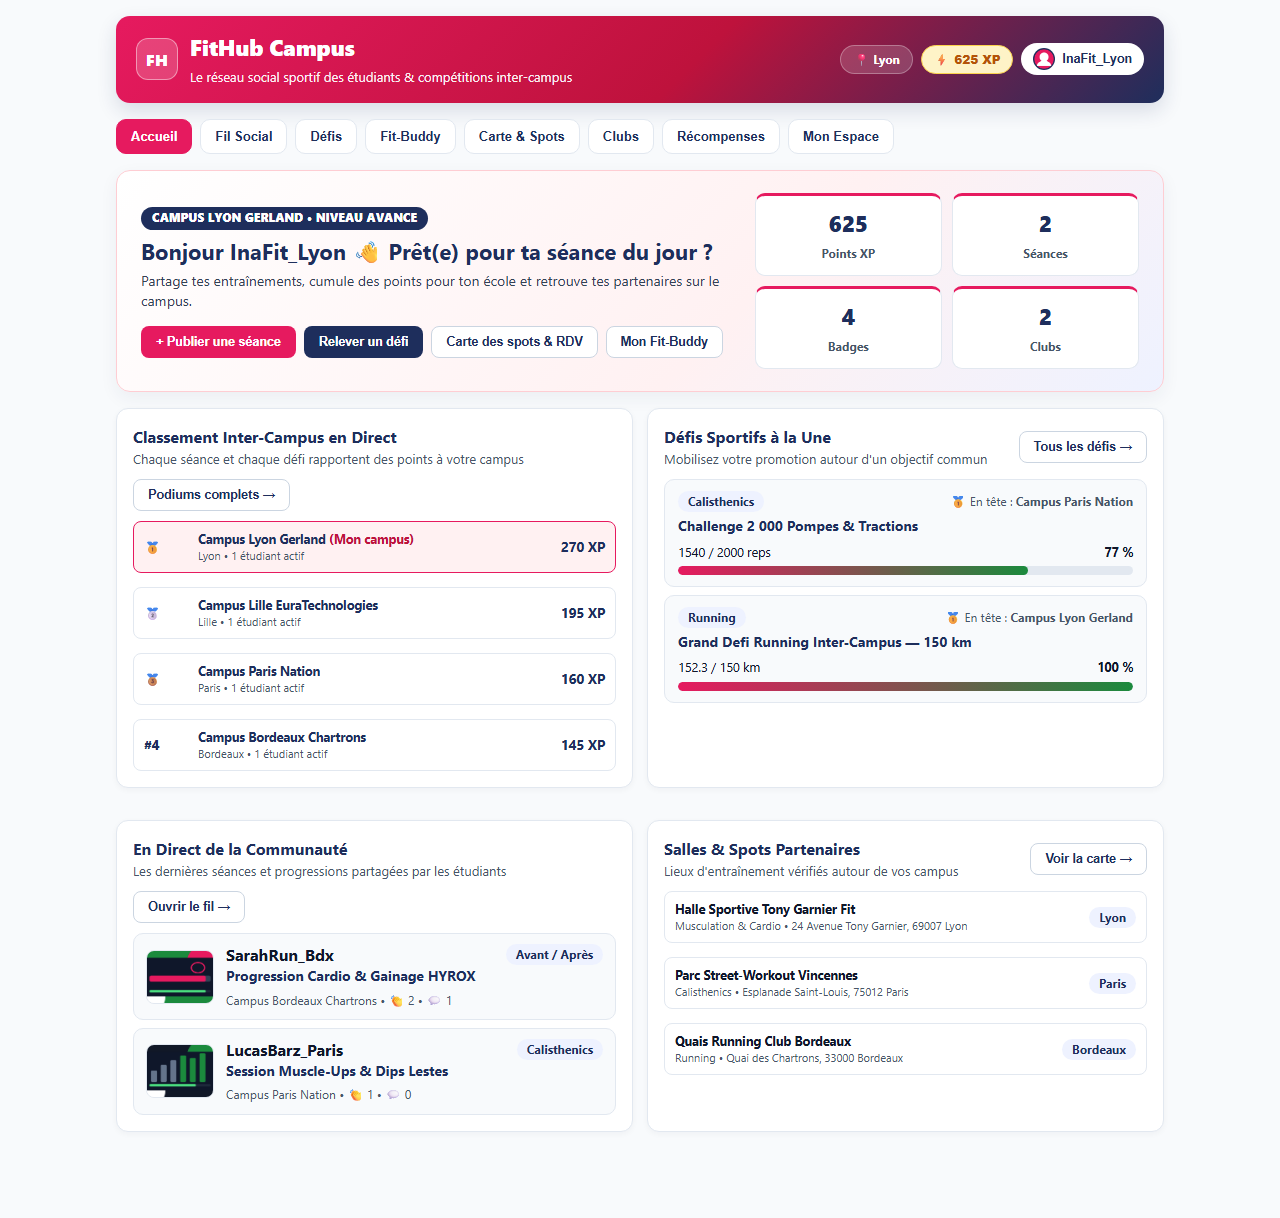 FH
FitHub Campus
Le réseau social sportif des étudiants & compétitions inter-campus
Lyon
625 XP
InaFit_Lyon
Accueil
Fil Social
Défis
Fit-Buddy
Carte & Spots
Clubs
Récompenses
Mon Espace
CAMPUS LYON GERLAND • NIVEAU AVANCE
Bonjour InaFit_Lyon 👋 Prêt(e) pour ta séance du jour ?
Partage tes entraînements, cumule des points pour ton école et retrouve tes partenaires sur le
campus.
+ Publier une séance
Relever un défi
Carte des spots & RDV
Mon Fit-Buddy
625
Points XP
2
Séances
4
Badges
2
Clubs
Classement Inter-Campus en Direct
Chaque séance et chaque défi rapportent des points à votre campus
Podiums complets →
Campus Lyon Gerland (Mon campus)
Lyon • 1 étudiant actif
270 XP
Campus Lille EuraTechnologies
Lille • 1 étudiant actif
195 XP
Campus Paris Nation
Paris • 1 étudiant actif
160 XP
#4
Campus Bordeaux Chartrons
Bordeaux • 1 étudiant actif
145 XP
Défis Sportifs à la Une
Mobilisez votre promotion autour d'un objectif commun
Tous les défis →
Calisthenics
🥇 En tête : Campus Paris Nation
Challenge 2 000 Pompes & Tractions
1540 / 2000 reps
77 %
Running
🥇 En tête : Campus Lyon Gerland
Grand Defi Running Inter-Campus — 150 km
152.3 / 150 km
100 %
En Direct de la Communauté
Les dernières séances et progressions partagées par les étudiants
Ouvrir le fil →
SarahRun_Bdx
Avant / Après
Progression Cardio & Gainage HYROX
Campus Bordeaux Chartrons • 👏 2 • 💬 1
LucasBarz_Paris
Calisthenics
Session Muscle-Ups & Dips Lestes
Campus Paris Nation • 👏 1 • 💬 0
Salles & Spots Partenaires
Lieux d'entraînement vérifiés autour de vos campus
Voir la carte →
Halle Sportive Tony Garnier Fit
Musculation & Cardio • 24 Avenue Tony Garnier, 69007 Lyon
Lyon
Parc Street-Workout Vincennes
Calisthenics • Esplanade Saint-Louis, 75012 Paris
Paris
Quais Running Club Bordeaux
Running • Quai des Chartrons, 33000 Bordeaux
Bordeaux